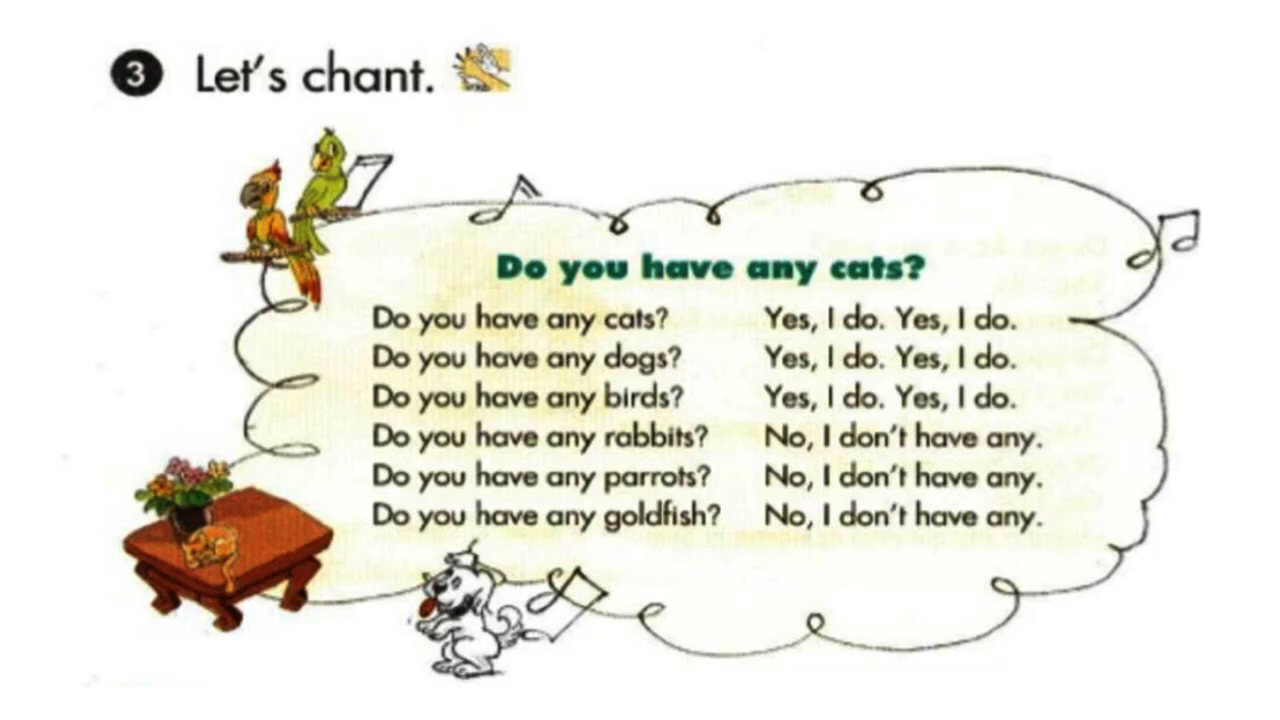 3 Let's chant.
Do you have any cats?
Do you have any cats? Yes, I do. Yes, I do.
Do you have any dogs? Yes, I do. Yes, I do.
Do you have any birds? Yes, I do. Yes, I do.
Do you have any rabbits? No, I don't have any.
Do you have any parrots? No, I don't have any.
Do you have any goldfish? No, I don't have any.